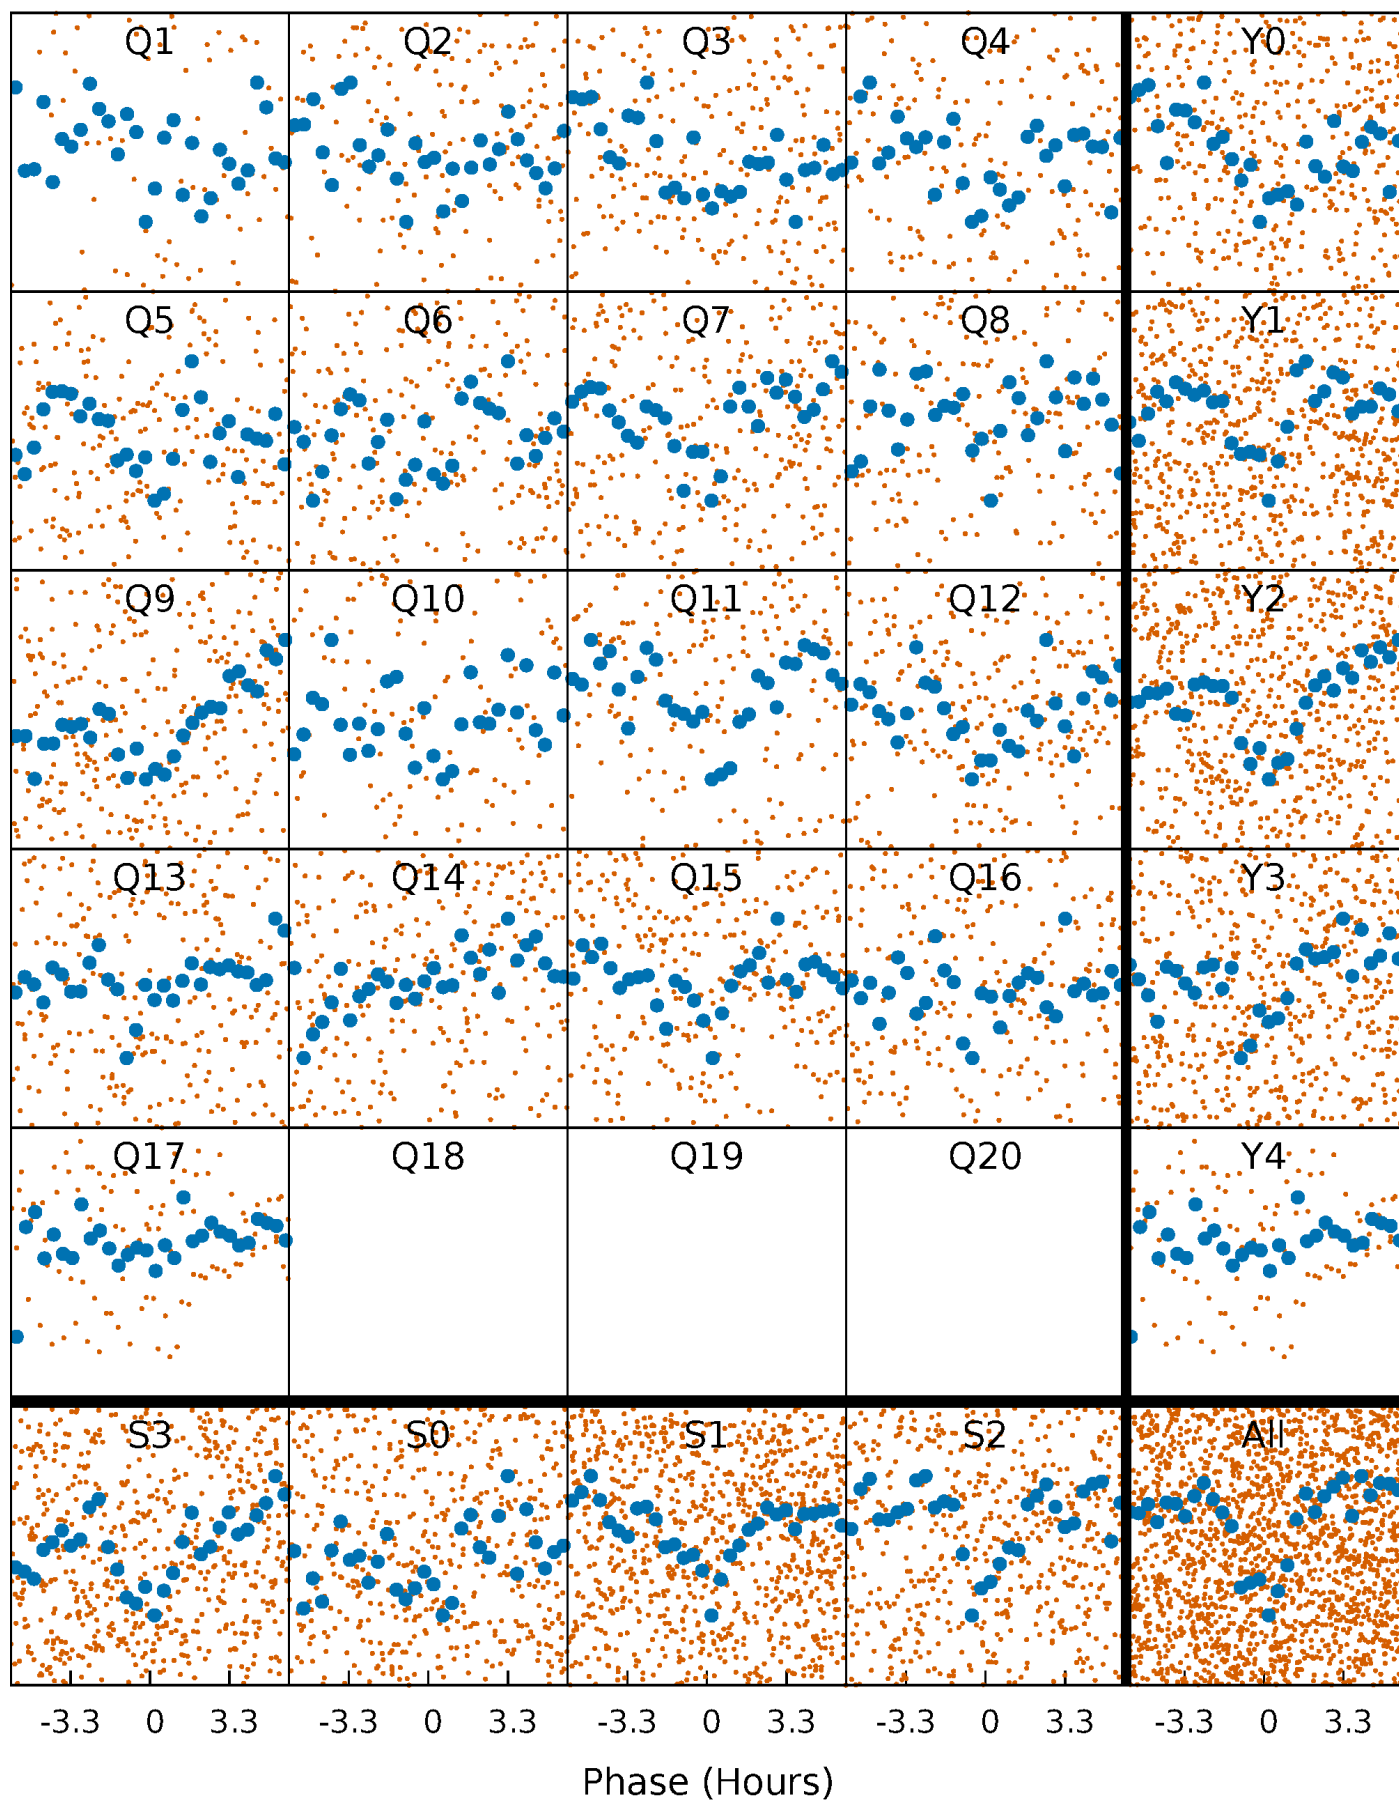 Q1 Q2 Q3 Q4 Y0
Q5 Q6 Q7 Q8 Y1
Q9 Q10 Q11 Q12 Y2
Q13 Q14 Q15 Q16 Y3
Q17 Q18 Q19 Q20 Y4
S3 S0 S1 S2 All
-3.3 0 3.3 -3.3 0 3.3 -3.3 0 3.3 -3.3 0 3.3 -3.3 0 3.3
Phase (Hours)